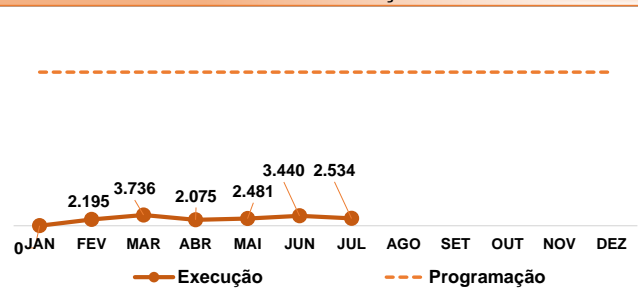 3.440 2.534
3.736
2.195 2.075 2.481
0
JAN FEV MAR ABR MAI JUN JUL AGO SET OUT NOV DEZ
Execução Programação